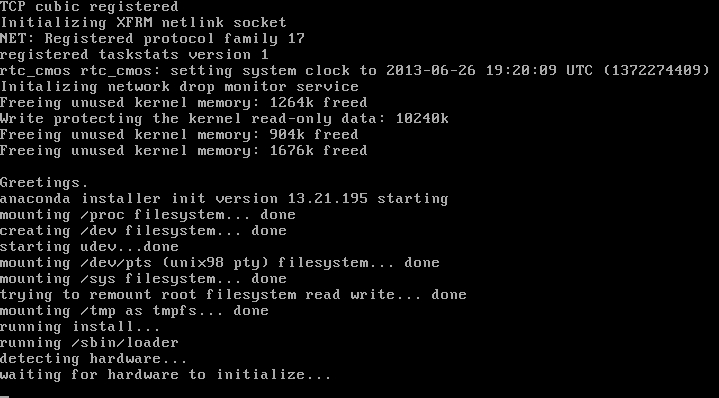 TCP cubic registered
Initializing XFRM netlink socket
NET: Registered protocol family 17
registered taskstats version 1
rtc_cmos rtc_cmos: setting system clock to 2013-06-26 19:20:09 UTC (1372274409)
Initalizing network drop monitor service
Freeing unused kernel memory: 1264k freed
Write protecting the kernel read-only data: 10240k
Freeing unused kernel memory: 904k freed
Freeing unused kernel memory: 1676k freed
Greetings.
anaconda installer init version 13.21.195 starting
mounting /proc filesystem... done
creating /dev filesystem... done
starting udev...done
mounting /dev/pts (unix98 pty) filesystem... done
mounting /sys filesystem... done
trying to remount root filesystem read write... done
mounting /tmp as tmpfs... done
running install...
running /sbin/loader
detecting hardware...
waiting for hardware to initialize...